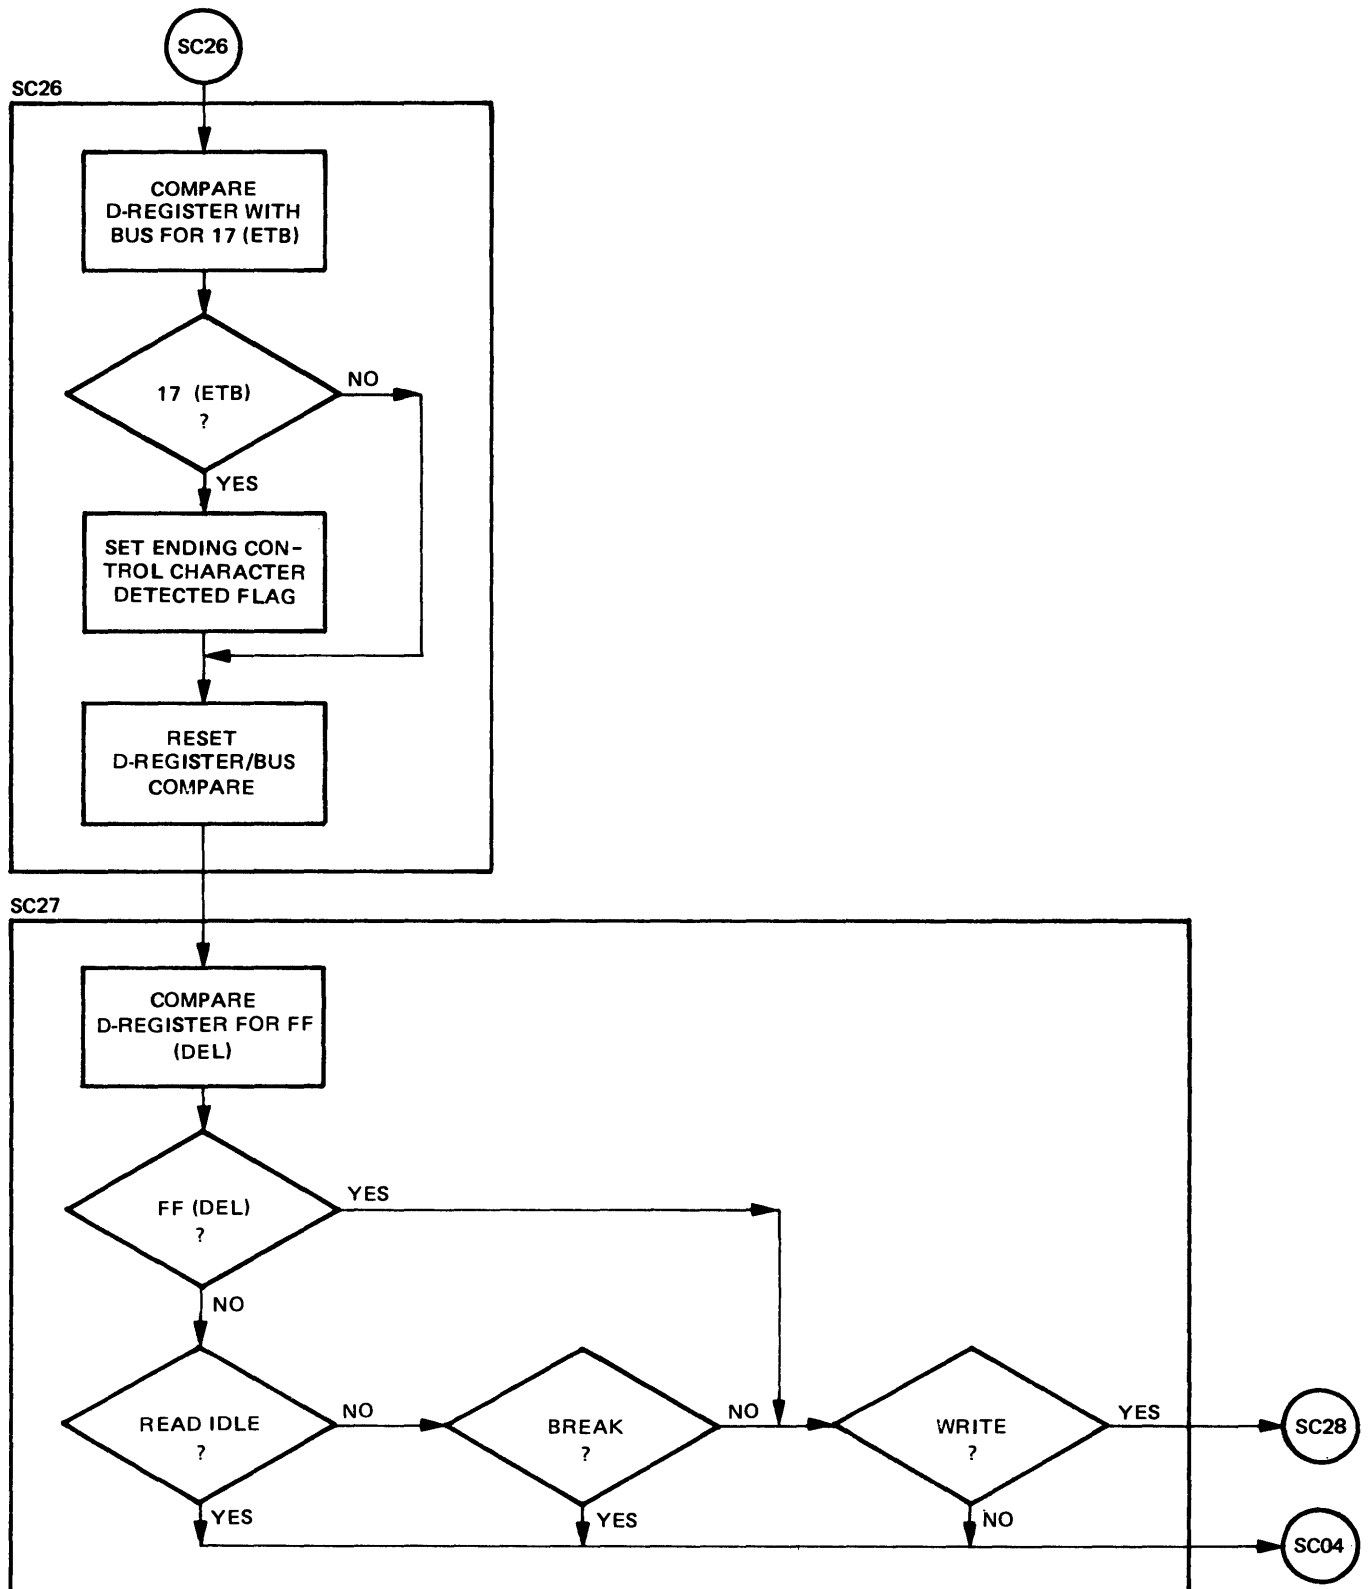 SC26
SC26
COMPARE
D-REGISTER WITH
BUS FOR 17 (ETB)
17 (ETB)
?
NO
YES
SET ENDING CON-
TROL CHARACTER
DETECTED FLAG
RESET
D-REGISTER/BUS
COMPARE
SC27
COMPARE
D-REGISTER FOR FF
(DEL)
FF (DEL)
?
YES
NO
READ IDLE
?
NO
YES
BREAK
?
NO
YES
WRITE
?
YES
NO
SC28
SC04